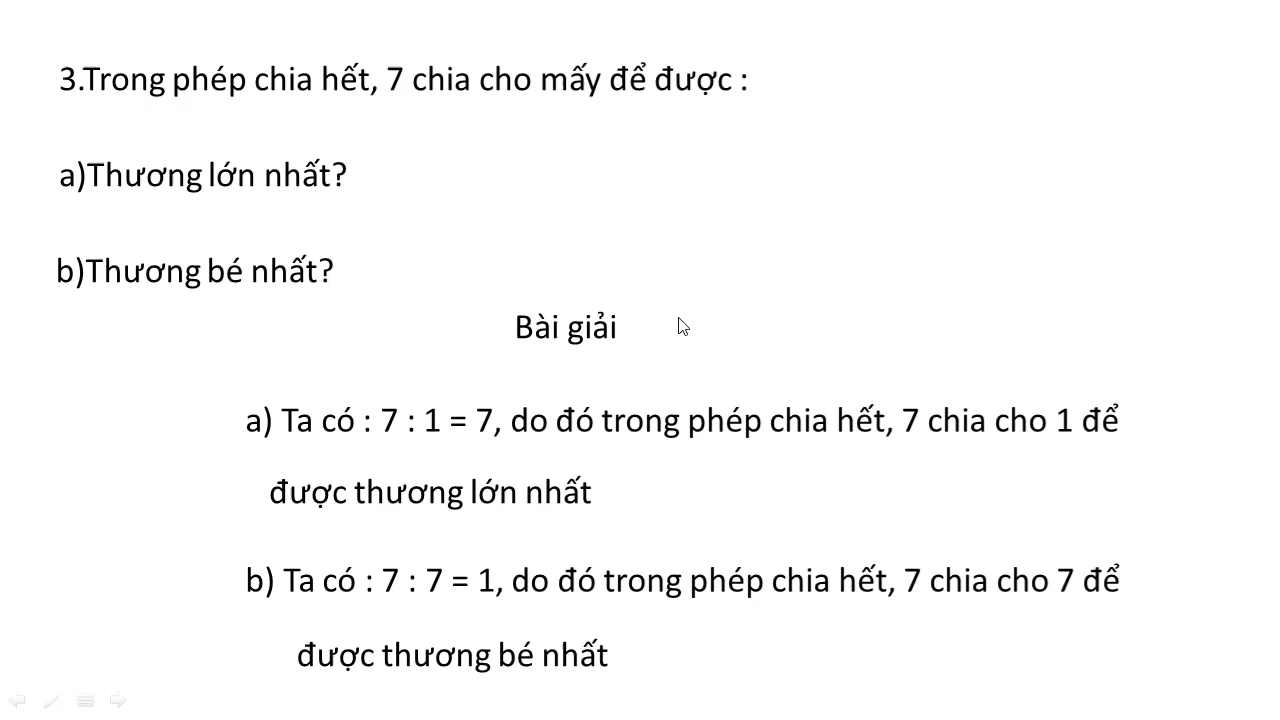 3.Trong phép chia hết, 7 chia cho mấy để được :
a)Thương lớn nhất?
b)Thương bé nhất?
Bài giải
a) Ta có : 7 : 1 = 7, do đó trong phép chia hết, 7 chia cho 1 để
được thương lớn nhất
b) Ta có : 7 : 7 = 1, do đó trong phép chia hết, 7 chia cho 7 để
được thương bé nhất